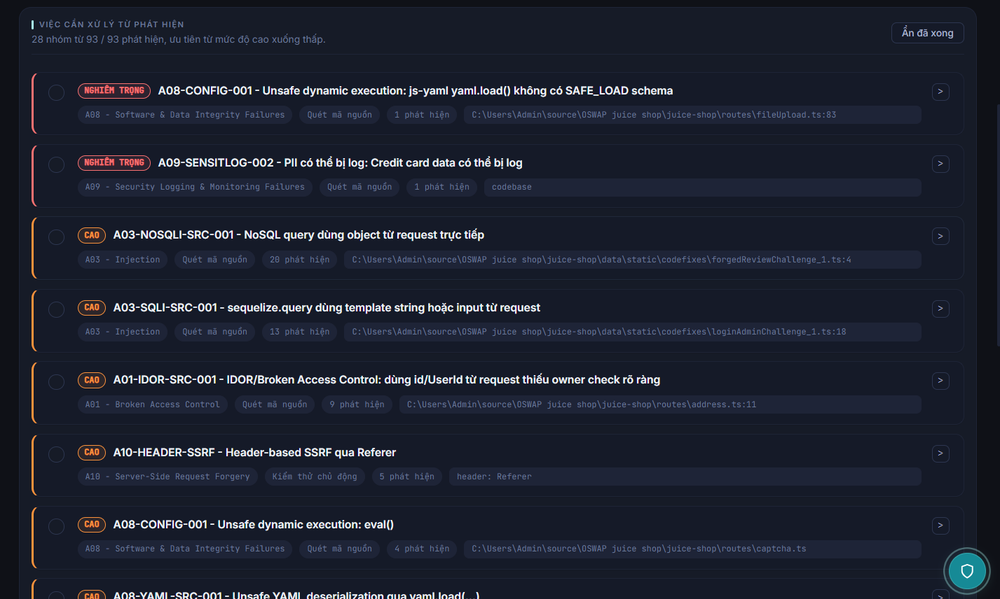 VIỆC CẦN XỬ LÝ TỪ PHÁT HIỆN
28 nhóm từ 93 / 93 phát hiện, ưu tiên từ mức độ cao xuống thấp.
Ẩn đã xong
NGHIÊM TRỌNG A08-CONFIG-001 - Unsafe dynamic execution: js-yaml yaml.load() không có SAFE_LOAD schema >
A08 - Software & Data Integrity Failures Quét mã nguồn 1 phát hiện C:\Users\Admin\source\OSWAP juice shop\juice-shop\routes\fileUpload.ts:83
NGHIÊM TRỌNG A09-SENSITLOG-002 - PII có thể bị log: Credit card data có thể bị log >
A09 - Security Logging & Monitoring Failures Quét mã nguồn 1 phát hiện codebase
CAO A03-NOSQLI-SRC-001 - NoSQL query dùng object từ request trực tiếp >
A03 - Injection Quét mã nguồn 20 phát hiện C:\Users\Admin\source\OSWAP juice shop\juice-shop\data\static\codefixes\forgedReviewChallenge_1.ts:4
CAO A03-SQLI-SRC-001 - sequelize.query dùng template string hoặc input từ request >
A03 - Injection Quét mã nguồn 13 phát hiện C:\Users\Admin\source\OSWAP juice shop\juice-shop\data\static\codefixes\loginAdminChallenge_1.ts:18
CAO A01-IDOR-SRC-001 - IDOR/Broken Access Control: dùng id/UserId từ request thiếu owner check rõ ràng >
A01 - Broken Access Control Quét mã nguồn 9 phát hiện C:\Users\Admin\source\OSWAP juice shop\juice-shop\routes\address.ts:11
CAO A10-HEADER-SSRF - Header-based SSRF qua Referer >
A10 - Server-Side Request Forgery Kiểm thử chủ động 5 phát hiện header: Referer
CAO A08-CONFIG-001 - Unsafe dynamic execution: eval() >
A08 - Software & Data Integrity Failures Quét mã nguồn 4 phát hiện C:\Users\Admin\source\OSWAP juice shop\juice-shop\routes\captcha.ts
CAO A08-YAML-SRC-001 - Unsafe YAML deserialization qua yaml.load(...) >